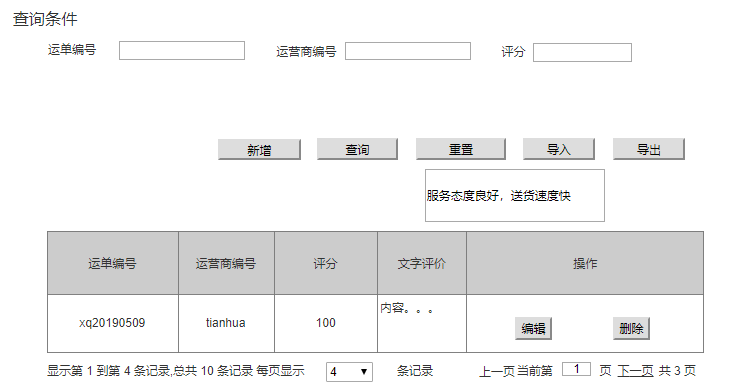 查询条件
运单编号 运营商编号 评分
新增 查询 重置 导入 导出
服务态度良好，送货速度快
运单编号 运营商编号 评分 文字评价 操作
xq20190509 tianhua 100 内容。。。 编辑 删除
显示第 1 到第 4 条记录,总共 10 条记录 每页显示 4 条记录 上一页 当前第 1 页 下一页 共 3 页